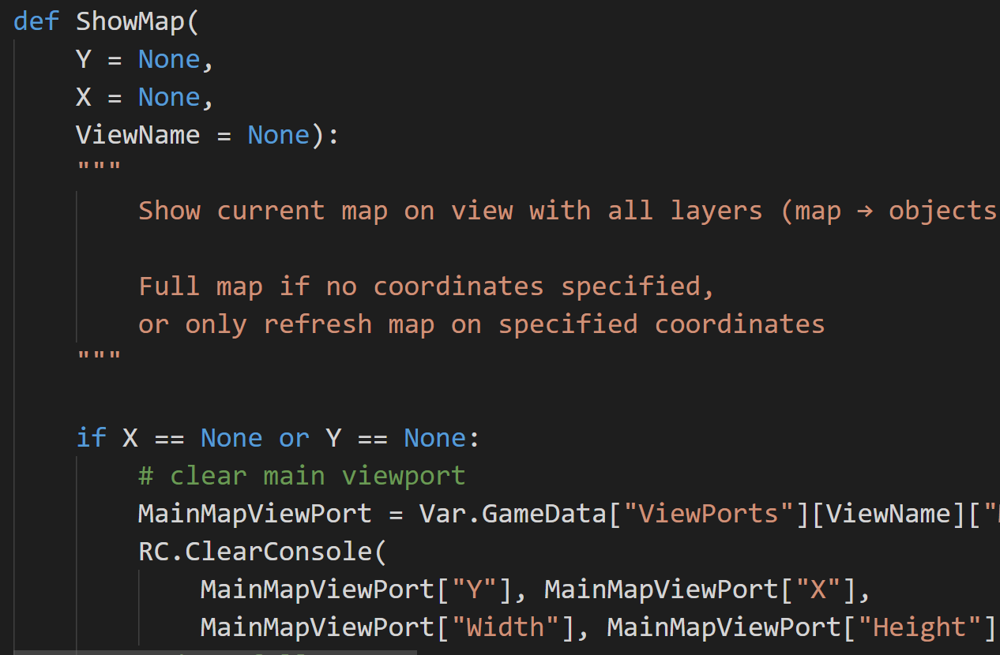 def ShowMap(
    Y = None,
    X = None,
    ViewName = None):
    """
        Show current map on view with all layers (map → objects

        Full map if no coordinates specified,
        or only refresh map on specified coordinates
    """

    if X == None or Y == None:
        # clear main viewport
        MainMapViewPort = Var.GameData["ViewPorts"][ViewName]["
        RC.ClearConsole(
            MainMapViewPort["Y"], MainMapViewPort["X"],
            MainMapViewPort["Width"], MainMapViewPort["Height"]